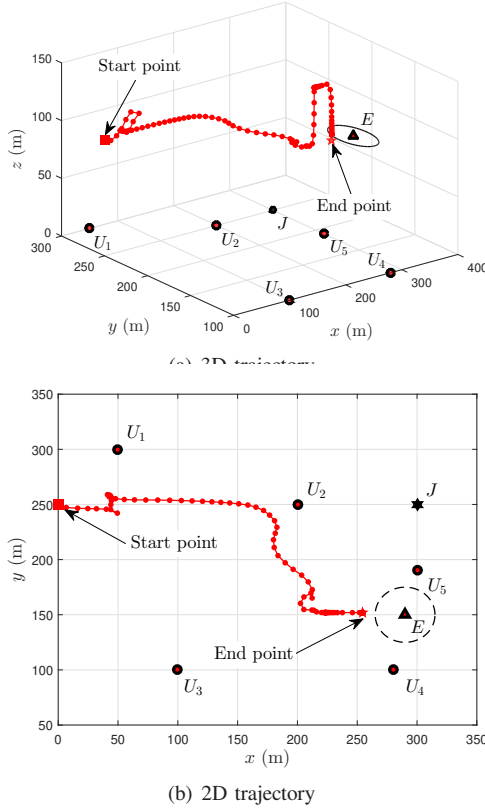 150
Start point
100
E
z (m)
50
End point
0
U1
U2
J
U5
U4
U3
300
250
200
150
100
y (m)
0
100
200
300
400
x (m)
(a) 3D trajectory
350
300
250
200
150
100
50
y (m)
U1
U2
J
Start point
U5
E
End point
U3
U4
0
50
100
150
200
250
300
350
x (m)
(b) 2D trajectory